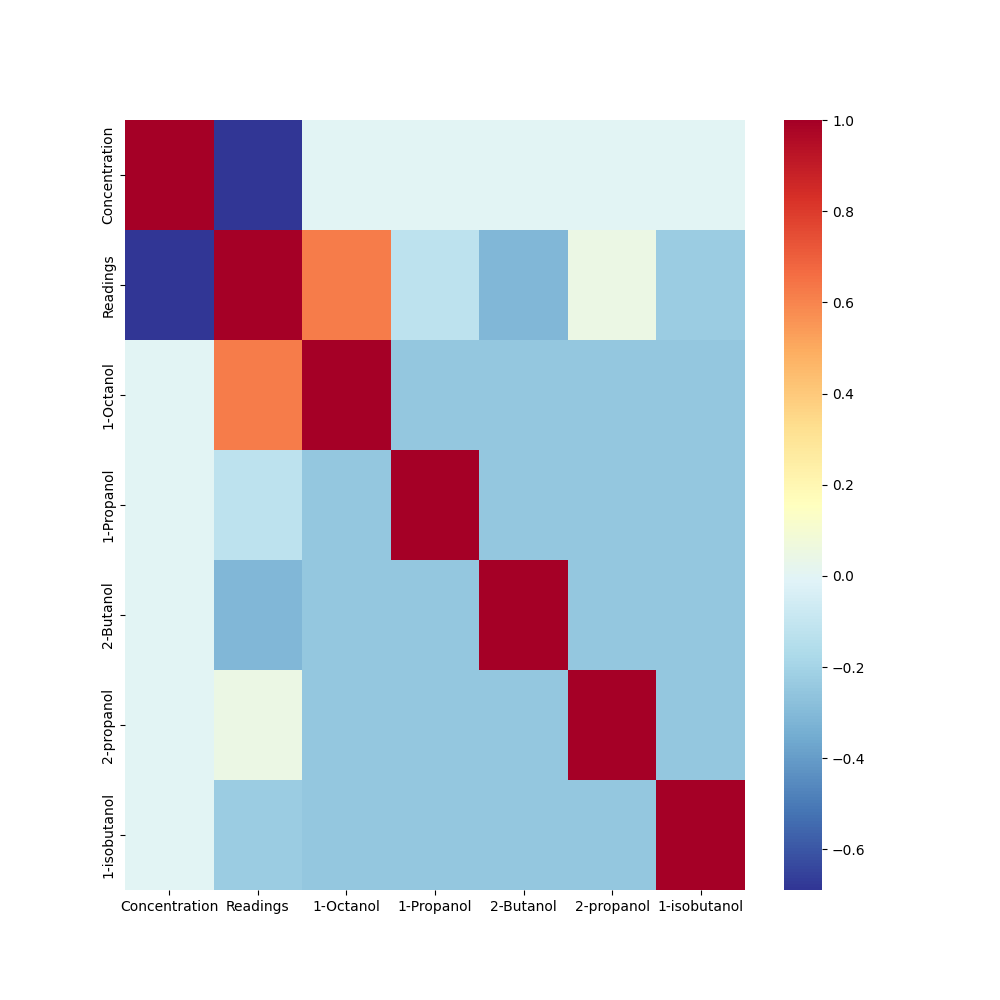 Concentration
Readings
1-Octanol
1-Propanol
2-Butanol
2-propanol
1-isobutanol
Concentration Readings 1-Octanol 1-Propanol 2-Butanol 2-propanol 1-isobutanol
1.0
0.8
0.6
0.4
0.2
0.0
−0.2
−0.4
−0.6